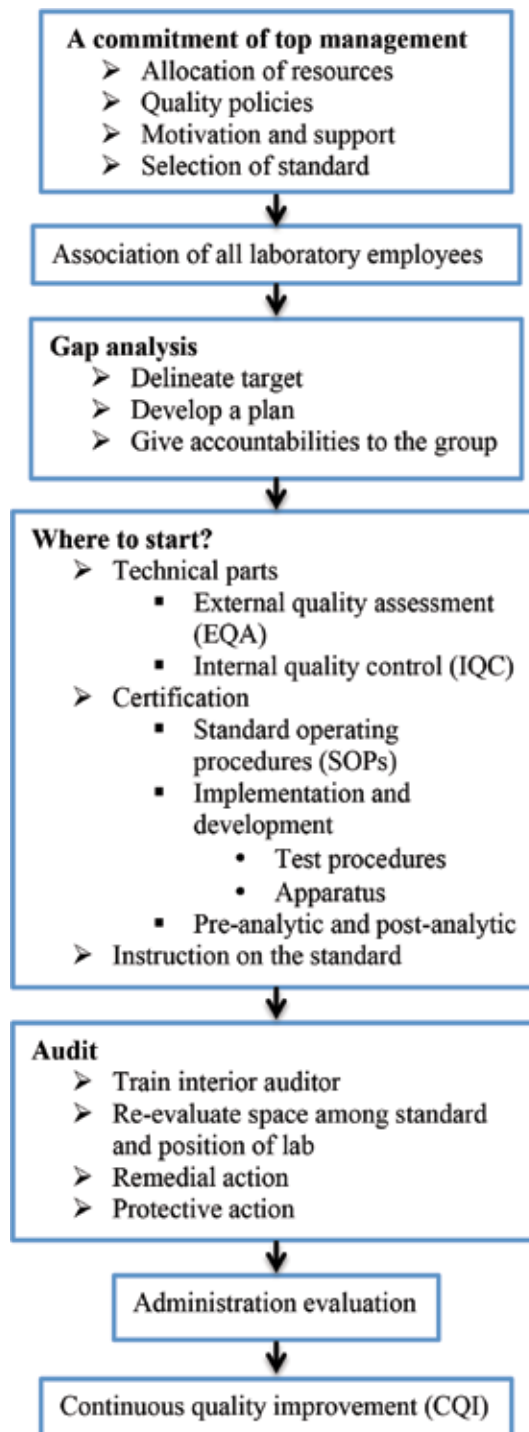 A commitment of top management
➢ Allocation of resources
➢ Quality policies
➢ Motivation and support
➢ Selection of standard
Association of all laboratory employees
Gap analysis
➢ Delineate target
➢ Develop a plan
➢ Give accountabilities to the group
Where to start?
➢ Technical parts
▪ External quality assessment
(EQA)
▪ Internal quality control (IQC)
➢ Certification
▪ Standard operating
procedures (SOPs)
▪ Implementation and
development
• Test procedures
• Apparatus
▪ Pre-analytic and post-analytic
➢ Instruction on the standard
Audit
➢ Train interior auditor
➢ Re-evaluate space among standard
and position of lab
➢ Remedial action
➢ Protective action
Administration evaluation
Continuous quality improvement (CQI)